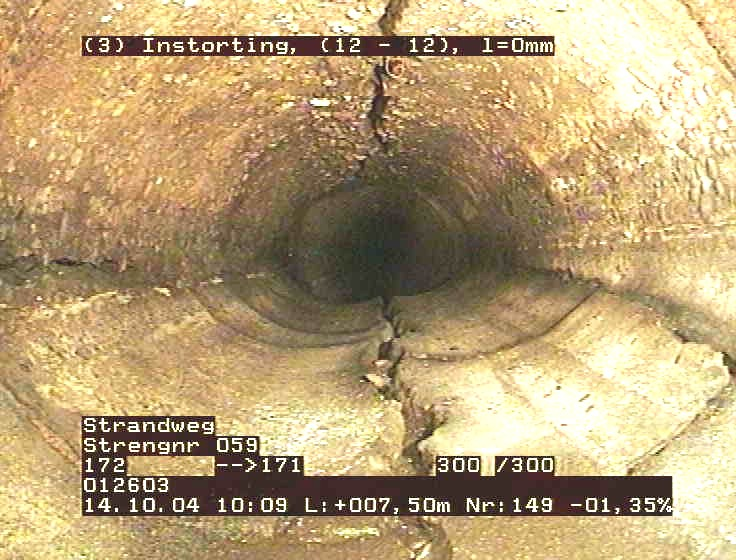 (3) Instorting, (12 - 12), l=0mm
Strandweg
Strengnr 059
172 -->171 300 /300
012603
14.10.04 10:09 L:+007,50m Nr:149 -01,35%